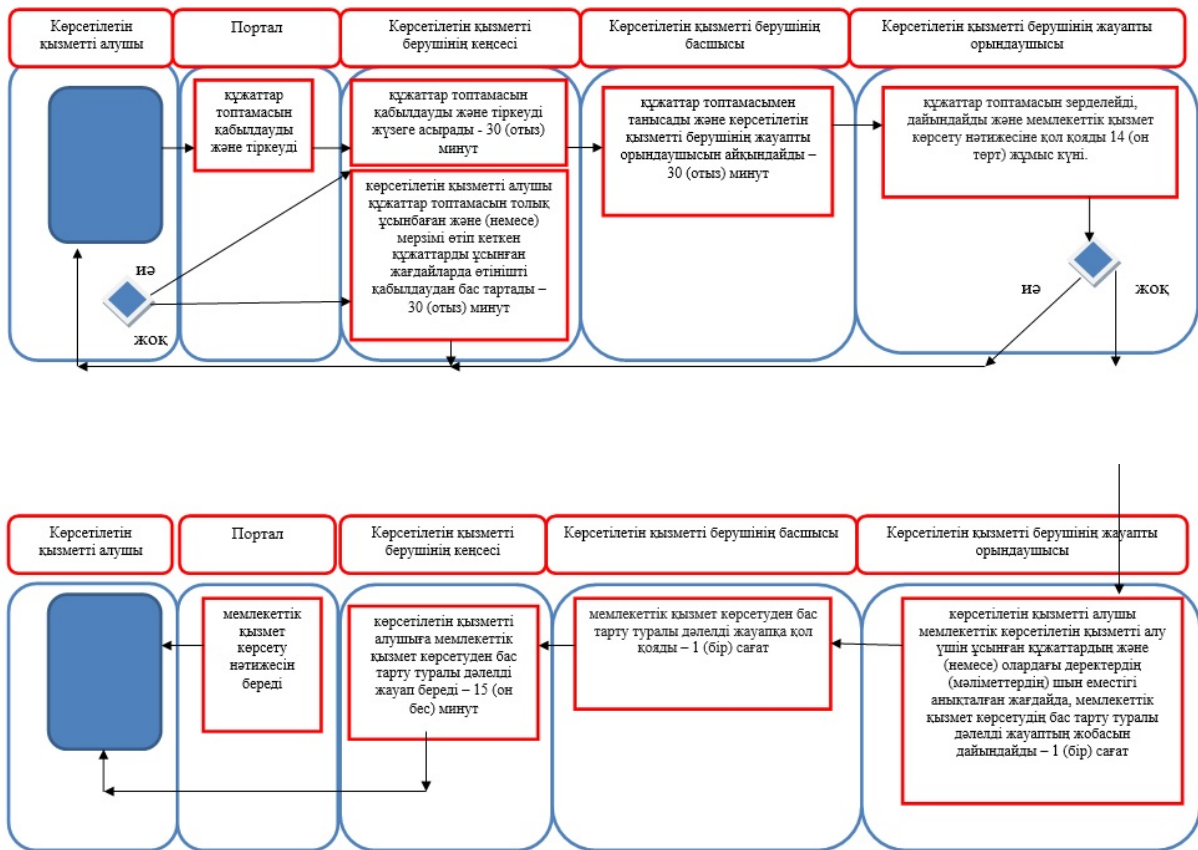 Көрсетілетін
қызметті алушы
Портал
Көрсетілетін қызметті
берушінің кеңсесі
Көрсетілетін қызметті берушінің
басшысы
Көрсетілетін қызметті берушінің жауапты
орындаушысы
құжаттар
топтамасын
қабылдауды
және тіркеуді
құжаттар топтамасын
қабылдауды және тіркеуді
жүзеге асырады - 30 (отыз)
минут
көрсетілетін қызметті алушы
құжаттар топтамасын толық
ұсынбаған және (немесе)
мерзімі өтіп кеткен
құжаттарды ұсынған
жағдайларда өтінішті
қабылдаудан бас тартады –
30 (отыз) минут
құжаттар топтамасымен
танысады және көрсетілетін
қызметті берушінің жауапты
орындаушысын айқындайды –
30 (отыз) минут
құжаттар топтамасын зерделейді,
дайындайды және мемлекеттік қызмет
көрсету нәтижесіне қол қояды 14 (он
төрт) жұмыс күні.
иә
жоқ
иә
жоқ
Көрсетілетін
қызметті алушы
Портал
Көрсетілетін қызметті
берушінің кеңсесі
Көрсетілетін қызметті берушінің басшысы
Көрсетілетін қызметті берушінің жауапты
орындаушысы
мемлекеттік
қызмет
көрсету
нәтижесін
береді
көрсетілетін қызметті
алушыға мемлекеттік
қызмет көрсетуден бас
тарту туралы дәлелді
жауап береді – 15 (он
бес) минут
мемлекеттік қызмет көрсетуден бас
тарту туралы дәлелді жауапқа қол
қояды – 1 (бір) сағат
көрсетілетін қызметті алушы
мемлекеттік көрсетілетін қызметті алу
үшін ұсынған құжаттардың және
(немесе) олардағы деректердің
(мәліметтердің) шын еместігі
анықталған жағдайда, мемлекеттік
қызмет көрсетудің бас тарту туралы
дәлелді жауаптың жобасын
дайындайды – 1 (бір) сағат